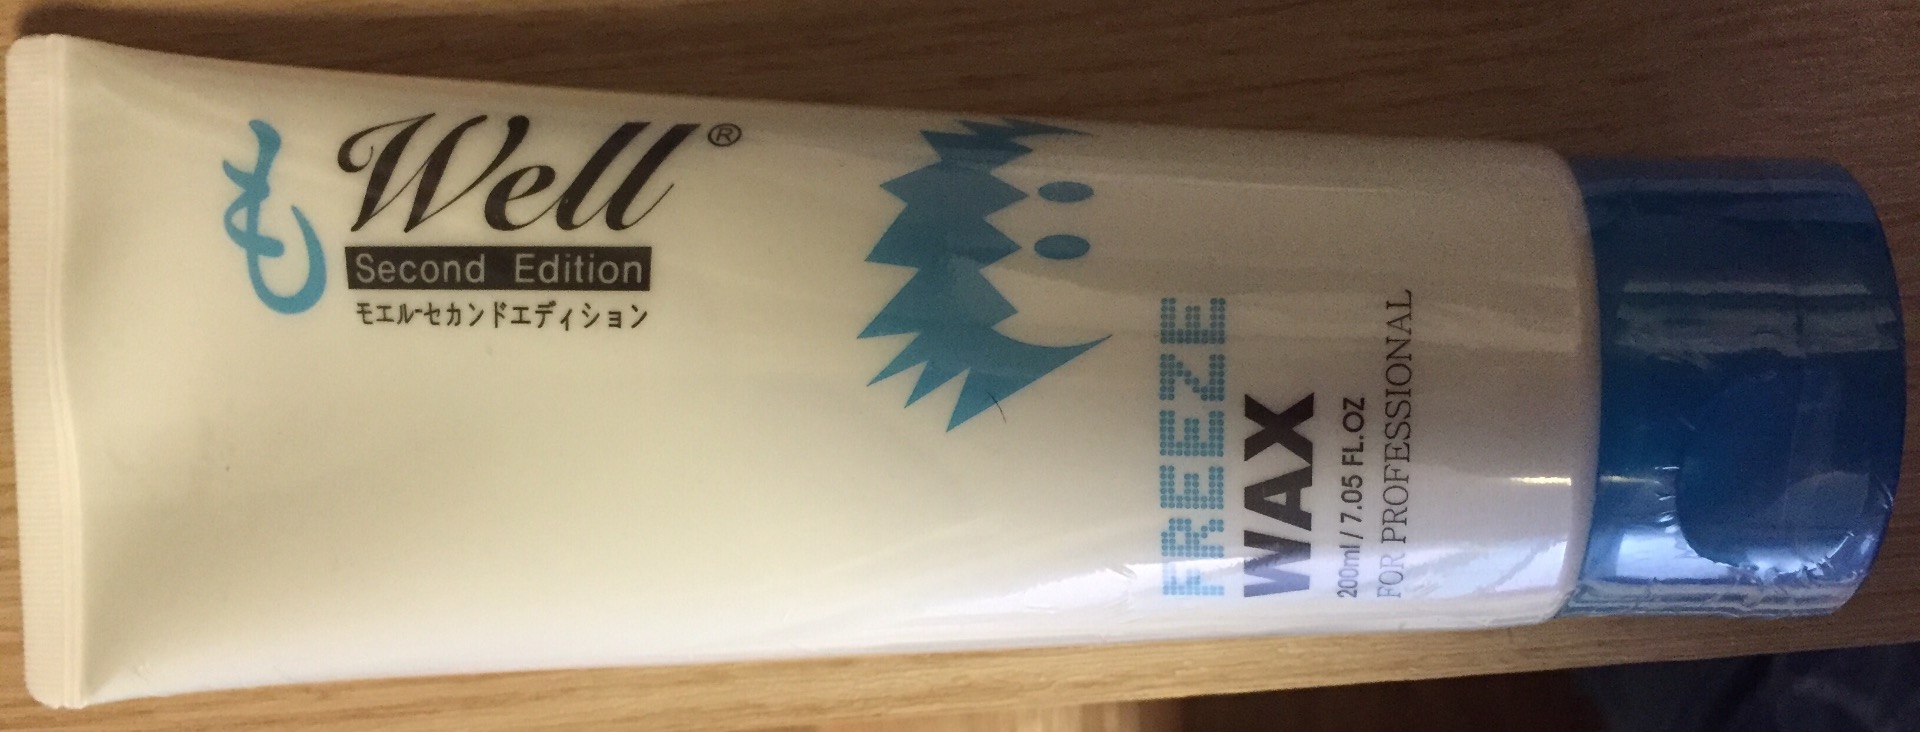 Well®
Second Edition
モエル-セカンドエディション
FREEZE
WAX
200ml / 7.05 FL.OZ
FOR PROFESSIONAL